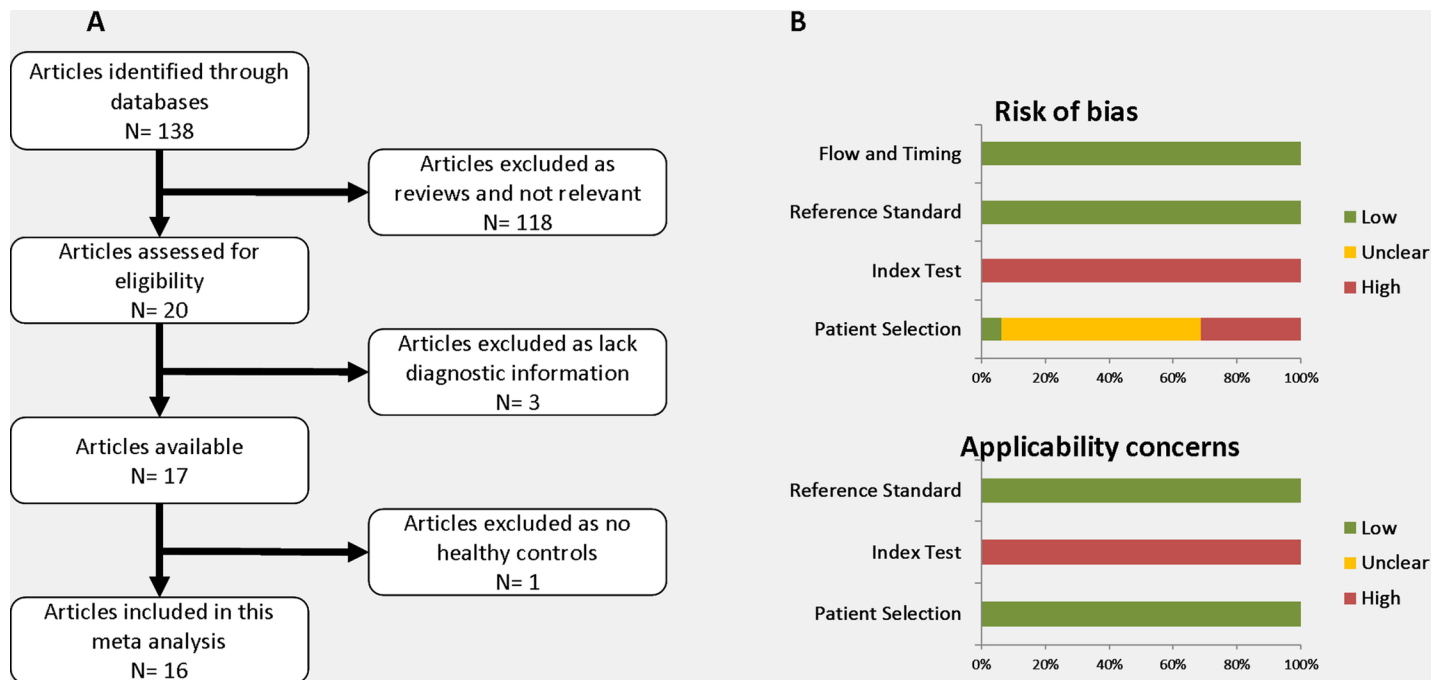 A
Articles identified through
databases
N= 138
Articles excluded as
reviews and not relevant
N= 118
Articles assessed for
eligibility
N= 20
Articles excluded as lack
diagnostic information
N= 3
Articles available
N= 17
Articles excluded as no
healthy controls
N= 1
Articles included in this
meta analysis
N= 16
B
Risk of bias
Flow and Timing
Reference Standard
Index Test
Patient Selection
0% 20% 40% 60% 80% 100%
Low
Unclear
High
Applicability concerns
Reference Standard
Index Test
Patient Selection
0% 20% 40% 60% 80% 100%
Low
Unclear
High